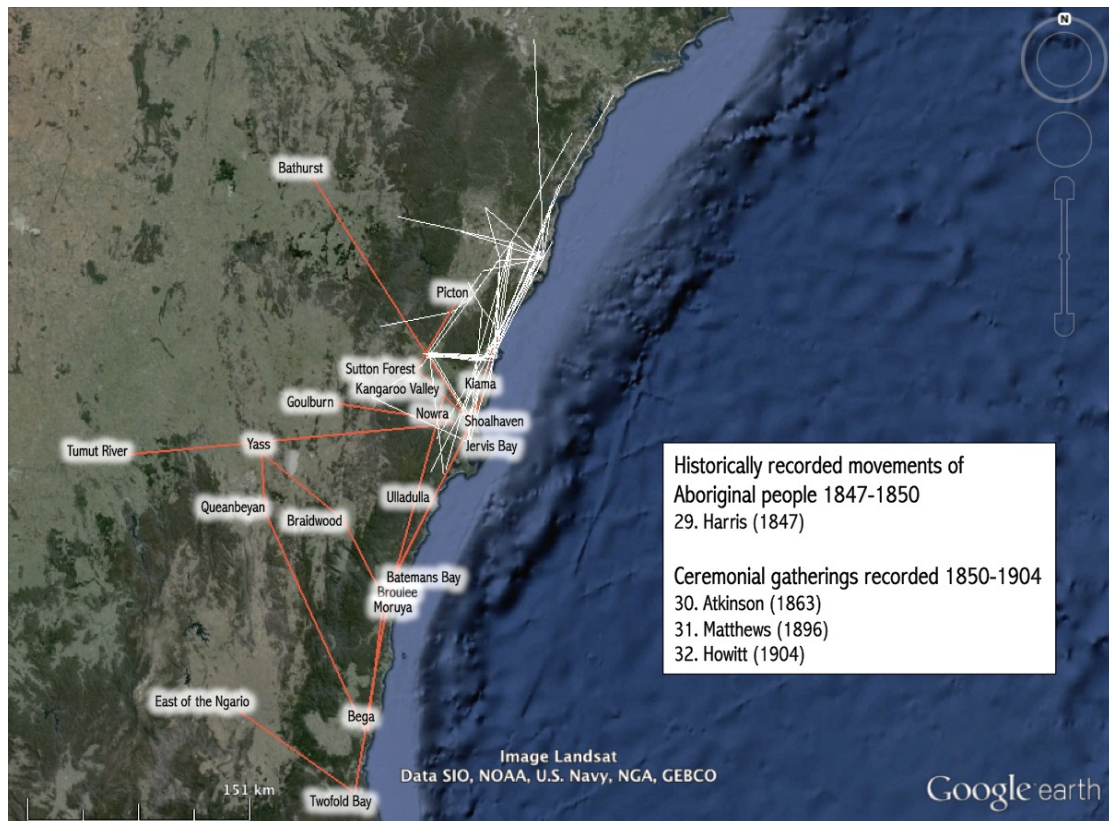 N
Bathurst
Picton
Sutton Forest
Kiama
Kangaroo Valley
Goulburn
Nowra
Shoalhaven
Yass
Jervis Bay
Tumut River
Ulladulla
Queanbeyan
Braidwood
Batemans Bay
Broulee
Moruya
East of the Ngario
Bega
Twofold Bay
151 km
Historically recorded movements of
Aboriginal people 1847-1850
29. Harris (1847)
Ceremonial gatherings recorded 1850-1904
30. Atkinson (1863)
31. Matthews (1896)
32. Howitt (1904)
Image Landsat
Data SIO, NOAA, U.S. Navy, NGA, GEBCO
Google earth